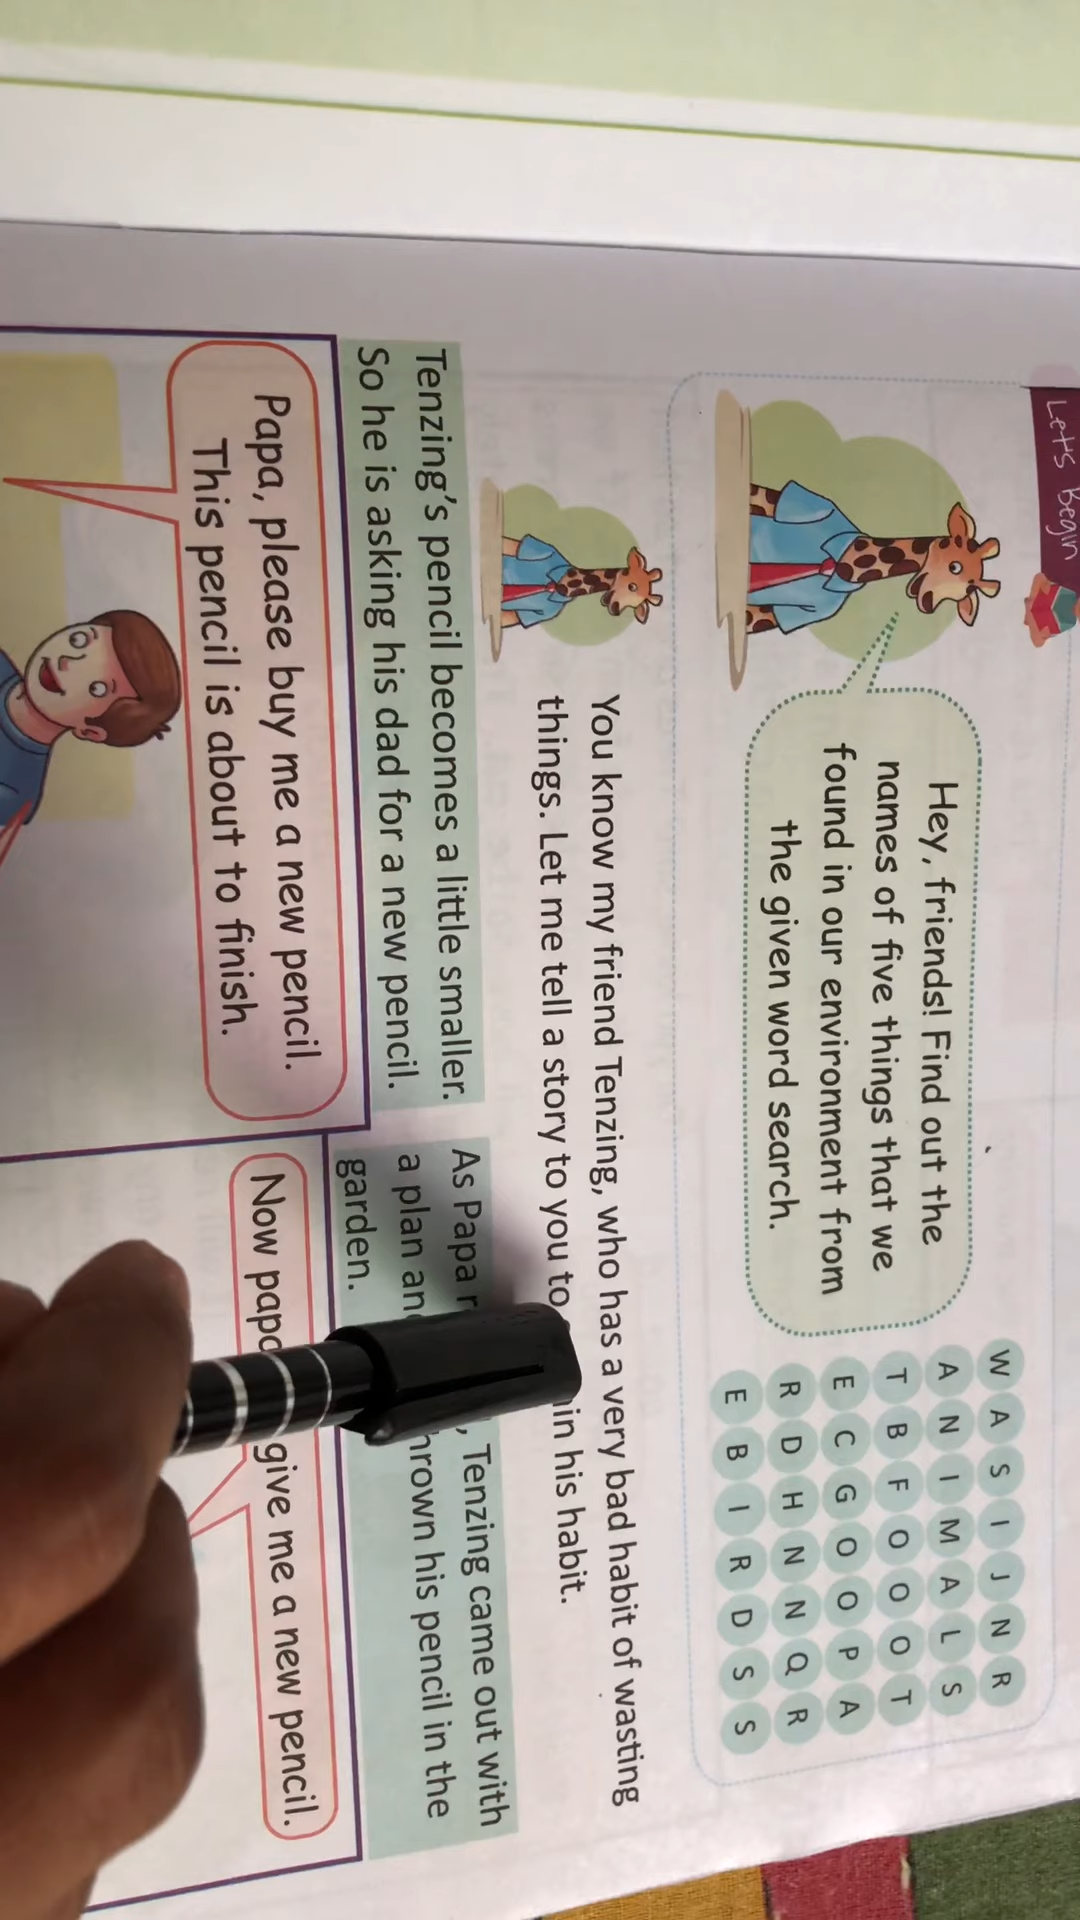 Let's Begin
Hey, friends! Find out the
names of five things that we
found in our environment from
the given word search.
W A S I J N R
A N I M A L S
T B F O O O T
E C G O O P A
R D H N N Q R
E B I R D S S
You know my friend Tenzing, who has a very bad habit of wasting
things. Let me tell a story to you to in his habit.
Tenzing's pencil becomes a little smaller.
So he is asking his dad for a new pencil.
Papa, please buy me a new pencil.
This pencil is about to finish.
As Papa , Tenzing came out with
a plan his pencil in the
garden.
Now give me a new pencil.